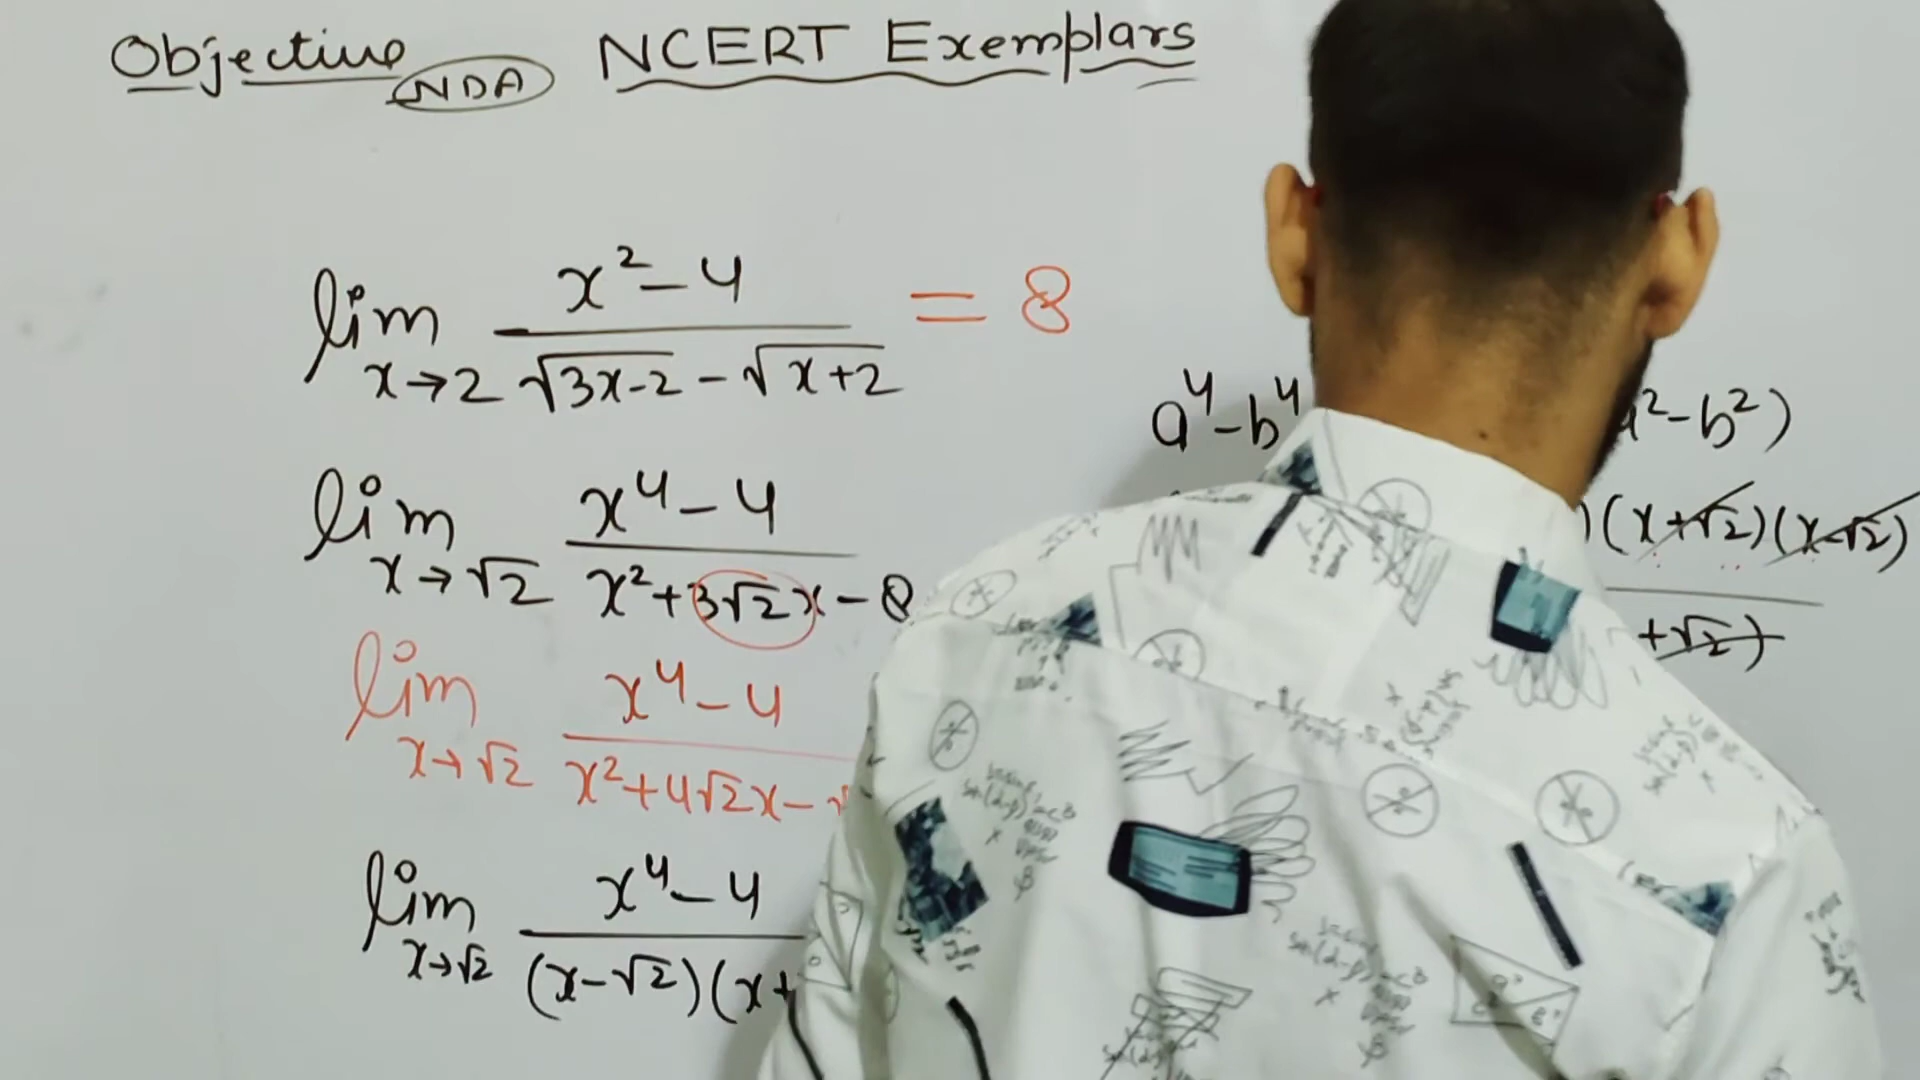 Objective NCERT Exemplars
NDA
lim x→2 x²-4 / √3x-2 - √x+2 = 8
a⁴-b⁴ a²-b²)
lim x→√2 x⁴-4 / x²+3√2x-8
)(x+√2)(x-√2)
+√2)
lim x→√2 x⁴-4 / x²+4√2x-
lim x→√2 x⁴-4 / (x-√2)(x+